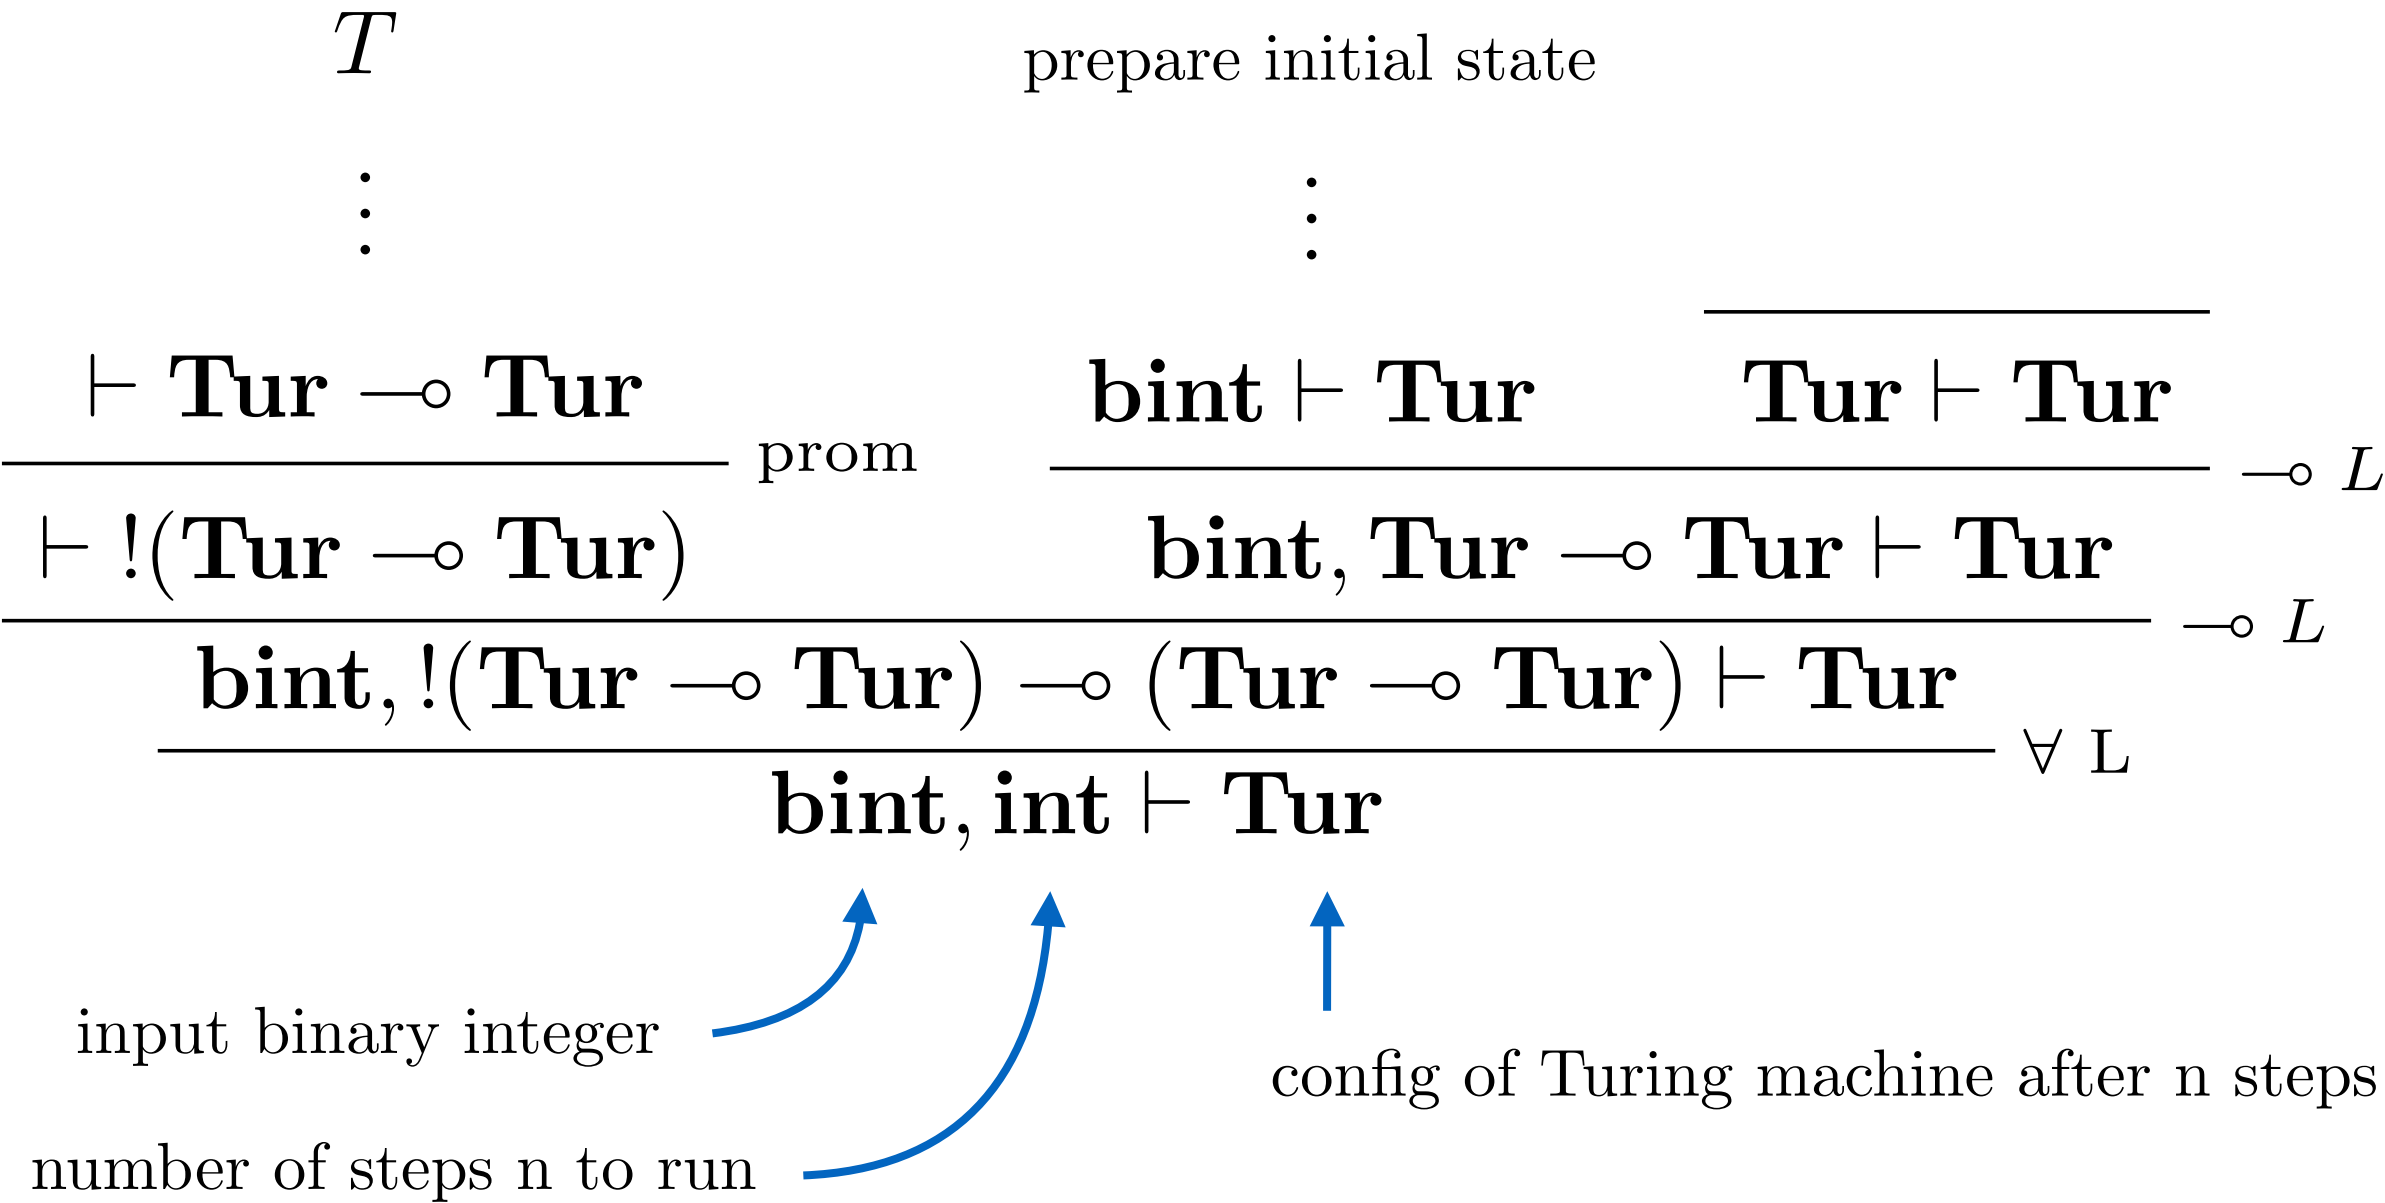 T
prepare initial state
⋮ ⋮
⊢ Tur ⊸ Tur bint ⊢ Tur Tur ⊢ Tur
prom ⊸ L
⊢ !(Tur ⊸ Tur) bint, Tur ⊸ Tur ⊢ Tur
⊸ L
bint, !(Tur ⊸ Tur) ⊸ (Tur ⊸ Tur) ⊢ Tur
∀ L
bint, int ⊢ Tur
input binary integer
config of Turing machine after n steps
number of steps n to run